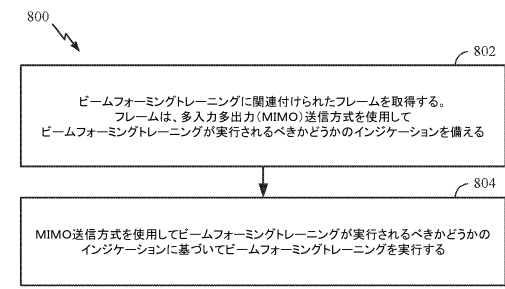 800
802
ビームフォーミングトレーニングに関連付けられたフレームを取得する。
フレームは、多入力多出力(MIMO)送信方式を使用して
ビームフォーミングトレーニングが実行されるべきかどうかのインジケーションを備える
804
MIMO送信方式を使用してビームフォーミングトレーニングが実行されるべきかどうかの
インジケーションに基づいてビームフォーミングトレーニングを実行する